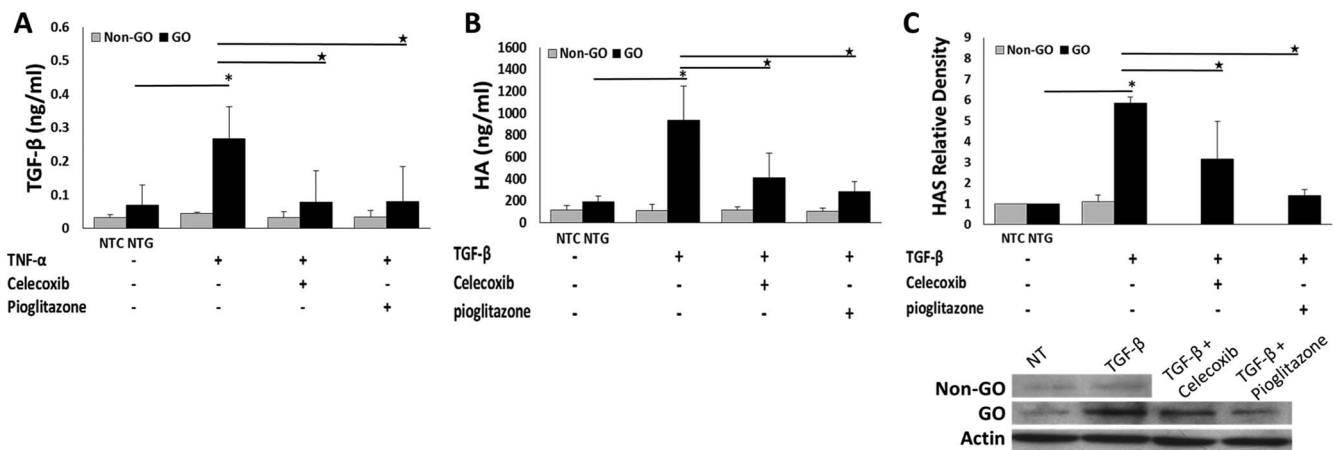 A
TGF-β (ng/ml)
0.6
0.5
0.4
0.3
0.2
0.1
0
Non-GO GO
★
★
*
NTC NTG
TNF-α - + + +
Celecoxib - - + -
Pioglitazone - - - +
B
HA (ng/ml)
1600
1400
1200
1000
800
600
400
200
0
Non-GO GO
★
★
*
NTC NTG
TGF-β - + + +
Celecoxib - - + -
pioglitazone - - - +
C
HAS Relative Density
9
8
7
6
5
4
3
2
1
0
Non-GO GO
★
★
*
NTC NTG
TGF-β - + + +
Celecoxib - - + -
pioglitazone - - - +
NT
TGF-β
TGF-β +
Celecoxib
TGF-β +
Pioglitazone
Non-GO
GO
Actin